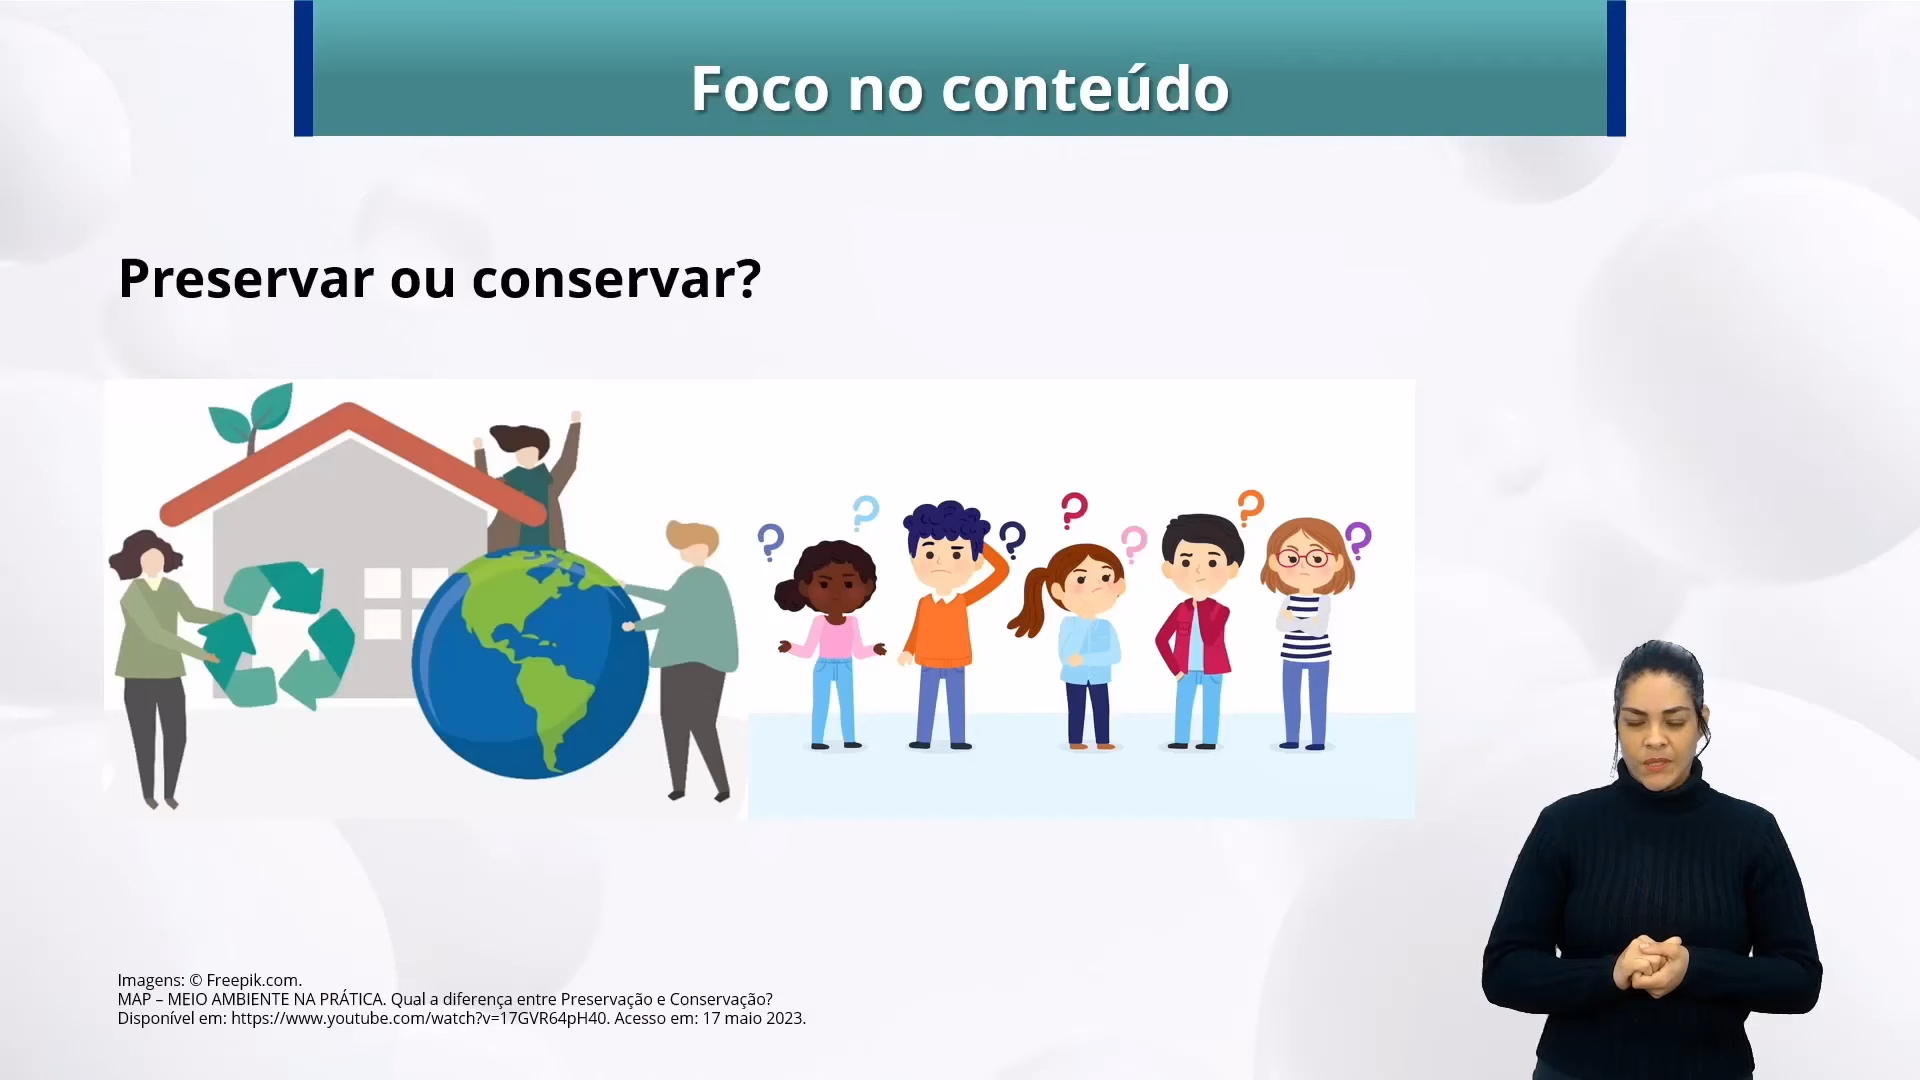 Foco no conteúdo
Preservar ou conservar?
? ? ? ? ? ? ?
Imagens: © Freepik.com.
MAP – MEIO AMBIENTE NA PRÁTICA. Qual a diferença entre Preservação e Conservação?
Disponível em: https://www.youtube.com/watch?v=17GVR64pH40. Acesso em: 17 maio 2023.